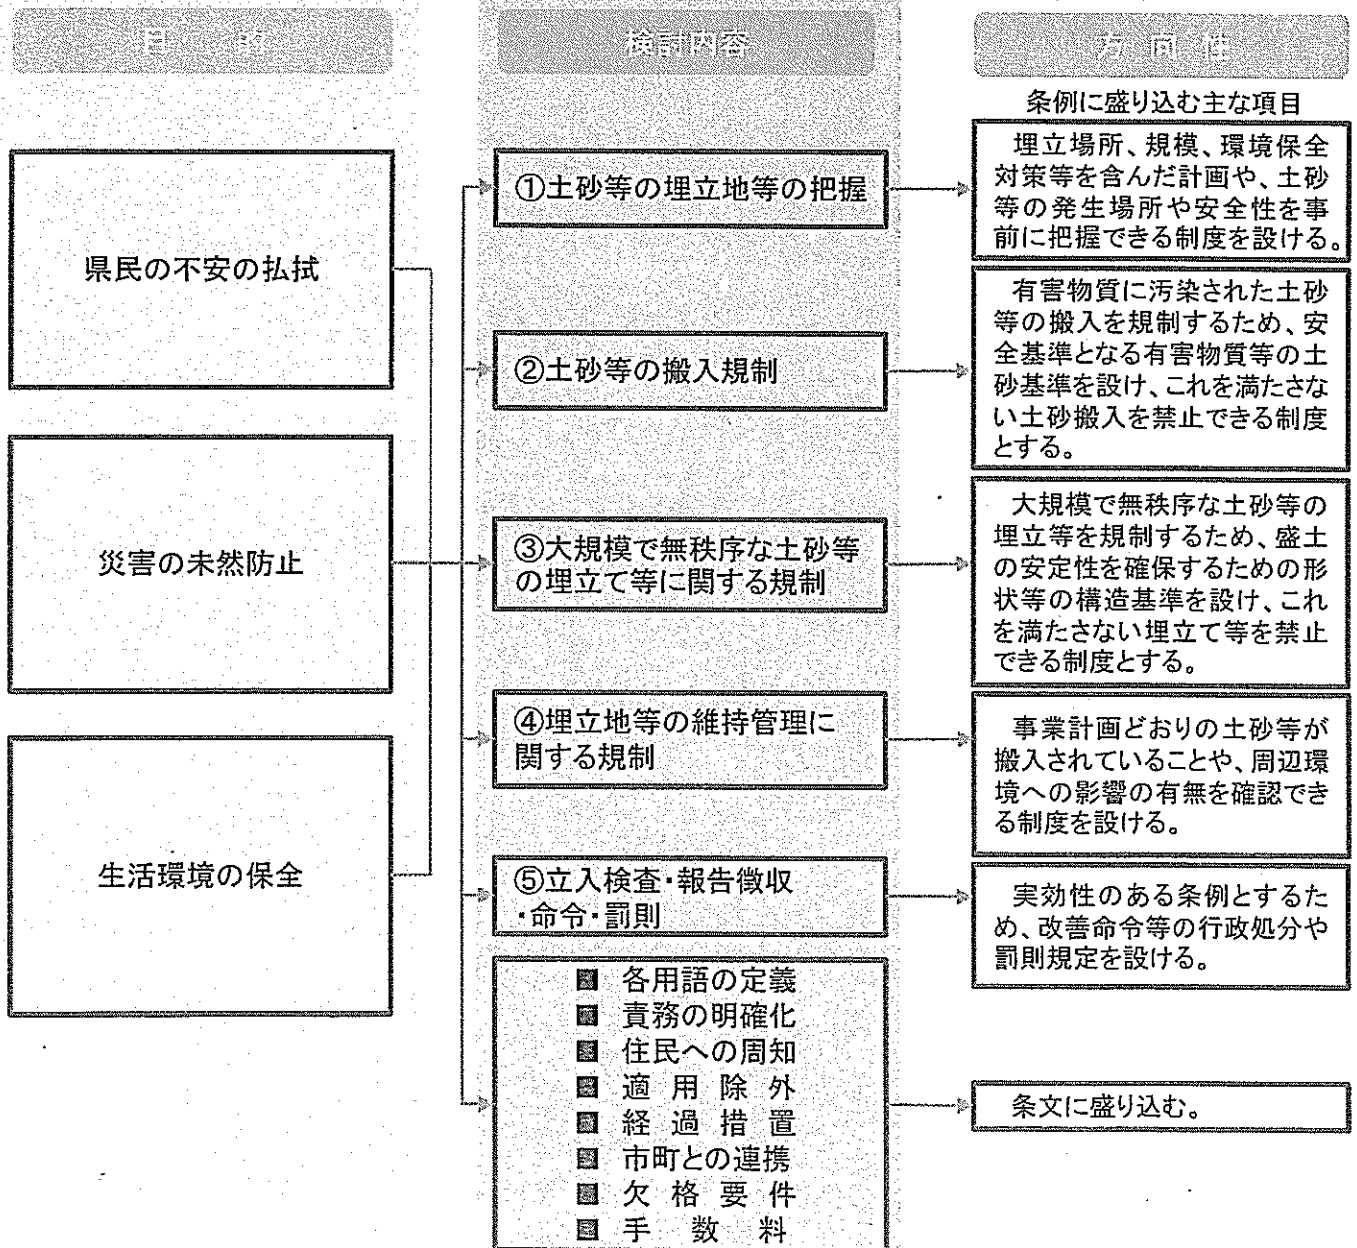 目 的
検討内容
方 向 性
条例に盛り込む主な項目
県民の不安の払拭
災害の未然防止
生活環境の保全
①土砂等の埋立地等の把握
②土砂等の搬入規制
③大規模で無秩序な土砂等
の埋立て等に関する規制
④埋立地等の維持管理に
関する規制
⑤立入検査・報告徴収
・命令・罰則
■ 各用語の定義
■ 責務の明確化
■ 住民への周知
■ 適 用 除 外
■ 経 過 措 置
■ 市町との連携
■ 欠 格 要 件
■ 手 数 料
埋立場所、規模、環境保全
対策等を含んだ計画や、土砂
等の発生場所や安全性を事
前に把握できる制度を設ける。
有害物質に汚染された土砂
等の搬入を規制するため、安
全基準となる有害物質等の土
砂基準を設け、これを満たさな
い土砂搬入を禁止できる制度
とする。
大規模で無秩序な土砂等の
埋立等を規制するため、盛土
の安定性を確保するための形
状等の構造基準を設け、これ
を満たさない埋立て等を禁止
できる制度とする。
事業計画どおりの土砂等が
搬入されていることや、周辺環
境への影響の有無を確認でき
る制度を設ける。
実効性のある条例とするた
め、改善命令等の行政処分や
罰則規定を設ける。
条文に盛り込む。